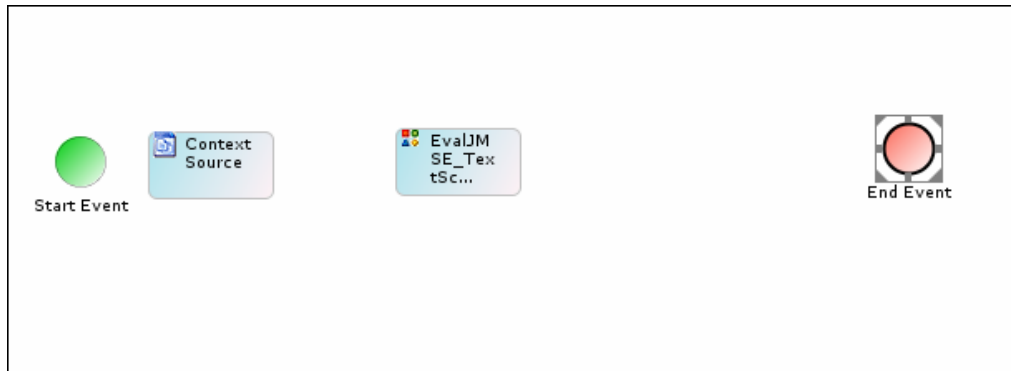 Start Event
Context
Source
EvalJM
SE_Tex
tSc...
End Event